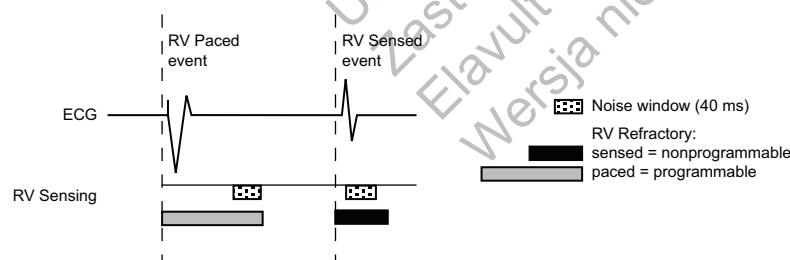 RV Paced
event
RV Sensed
event
ECG
RV Sensing
Noise window (40 ms)
RV Refractory:
sensed = nonprogrammable
paced = programmable
Elavult